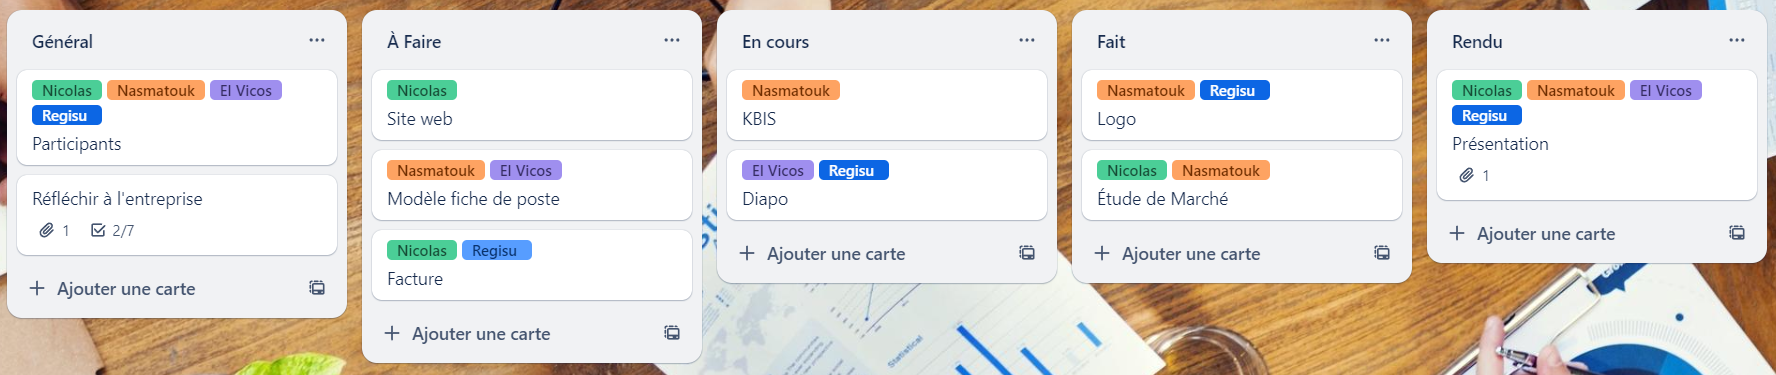 Général
Nicolas Nasmatouk El Vicos
Regisu
Participants
Réfléchir à l'entreprise
1 2/7
Ajouter une carte
À Faire
Nicolas
Site web
Nasmatouk El Vicos
Modèle fiche de poste
Nicolas Regisu
Facture
Ajouter une carte
En cours
Nasmatouk
KBIS
El Vicos Regisu
Diapo
Ajouter une carte
Fait
Nasmatouk Regisu
Logo
Nicolas Nasmatouk
Étude de Marché
Ajouter une carte
Rendu
Nicolas Nasmatouk El Vicos
Regisu
Présentation
1
Ajouter une carte
Statistical